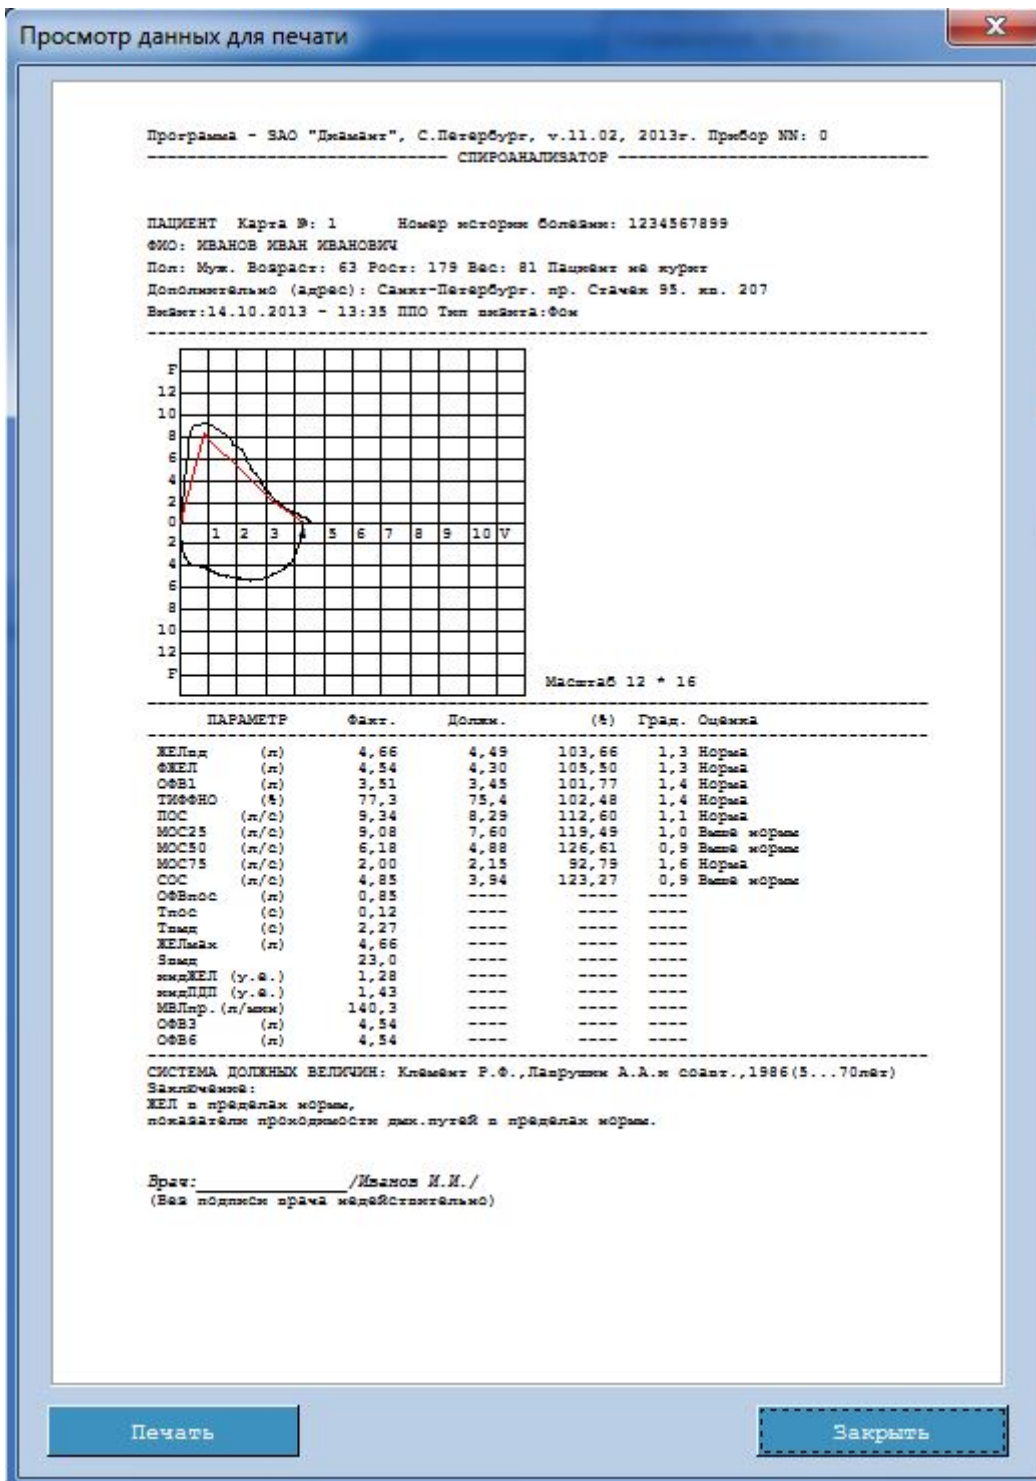 Просмотр данных для печати
Программа - ЗАО "Диамант", С.Петербург, v.11.02, 2013г. Прибор NN: 0
------------------------------ СПИРОАНАЛИЗАТОР -------------------------------
ПАЦИЕНТ Карта №: 1 Номер истории болезни: 1234567899
ФИО: ИВАНОВ ИВАН ИВАНОВИЧ
Пол: Муж. Возраст: 63 Рост: 179 Вес: 81 Пациент не курит
Дополнительно (адрес): Санкт-Петербург. пр. Стачек 95. кв. 207
Визит:14.10.2013 - 13:35 ППО Тип визита:Фон
F
12
10
8
6
4
2
0
1 2 3 4 5 6 7 8 9 10 V
2
4
6
8
10
12
F
Масштаб 12 * 16
ПАРАМЕТР Факт. Должн. (%) Град. Оценка
ЖЕЛвд (л) 4,66 4,49 103,66 1,3 Норма
ФЖЕЛ (л) 4,54 4,30 105,50 1,3 Норма
ОФВ1 (л) 3,51 3,45 101,77 1,4 Норма
ТИФФНО (%) 77,3 75,4 102,48 1,4 Норма
ПОС (л/с) 9,34 8,29 112,60 1,1 Норма
МОС25 (л/с) 9,08 7,60 119,49 1,0 Выше нормы
МОС50 (л/с) 6,18 4,88 126,61 0,9 Выше нормы
МОС75 (л/с) 2,00 2,15 92,79 1,6 Норма
СОС (л/с) 4,85 3,94 123,27 0,9 Выше нормы
ОФВпос (л) 0,85 ---- ---- ----
Тпос (с) 0,12 ---- ---- ----
Твыд (с) 2,27 ---- ---- ----
ЖЕЛмах (л) 4,66 ---- ---- ----
Sвыд 23,0 ---- ---- ----
индЖЕЛ (у.е.) 1,28 ---- ---- ----
индПДП (у.е.) 1,43 ---- ---- ----
МВЛпр.(л/мин) 140,3 ---- ---- ----
ОФВ3 (л) 4,54 ---- ---- ----
ОФВ6 (л) 4,54 ---- ---- ----
СИСТЕМА ДОЛЖНЫХ ВЕЛИЧИН: Клемент Р.Ф.,Лаврушин А.А.и соавт.,1986(5...70лет)
Заключение:
ЖЕЛ в пределах нормы,
показатели проходимости дых.путей в пределах нормы.
Врач:_______________/Иванов И.И./
(Без подписи врача недействительно)
Печать Закрыть